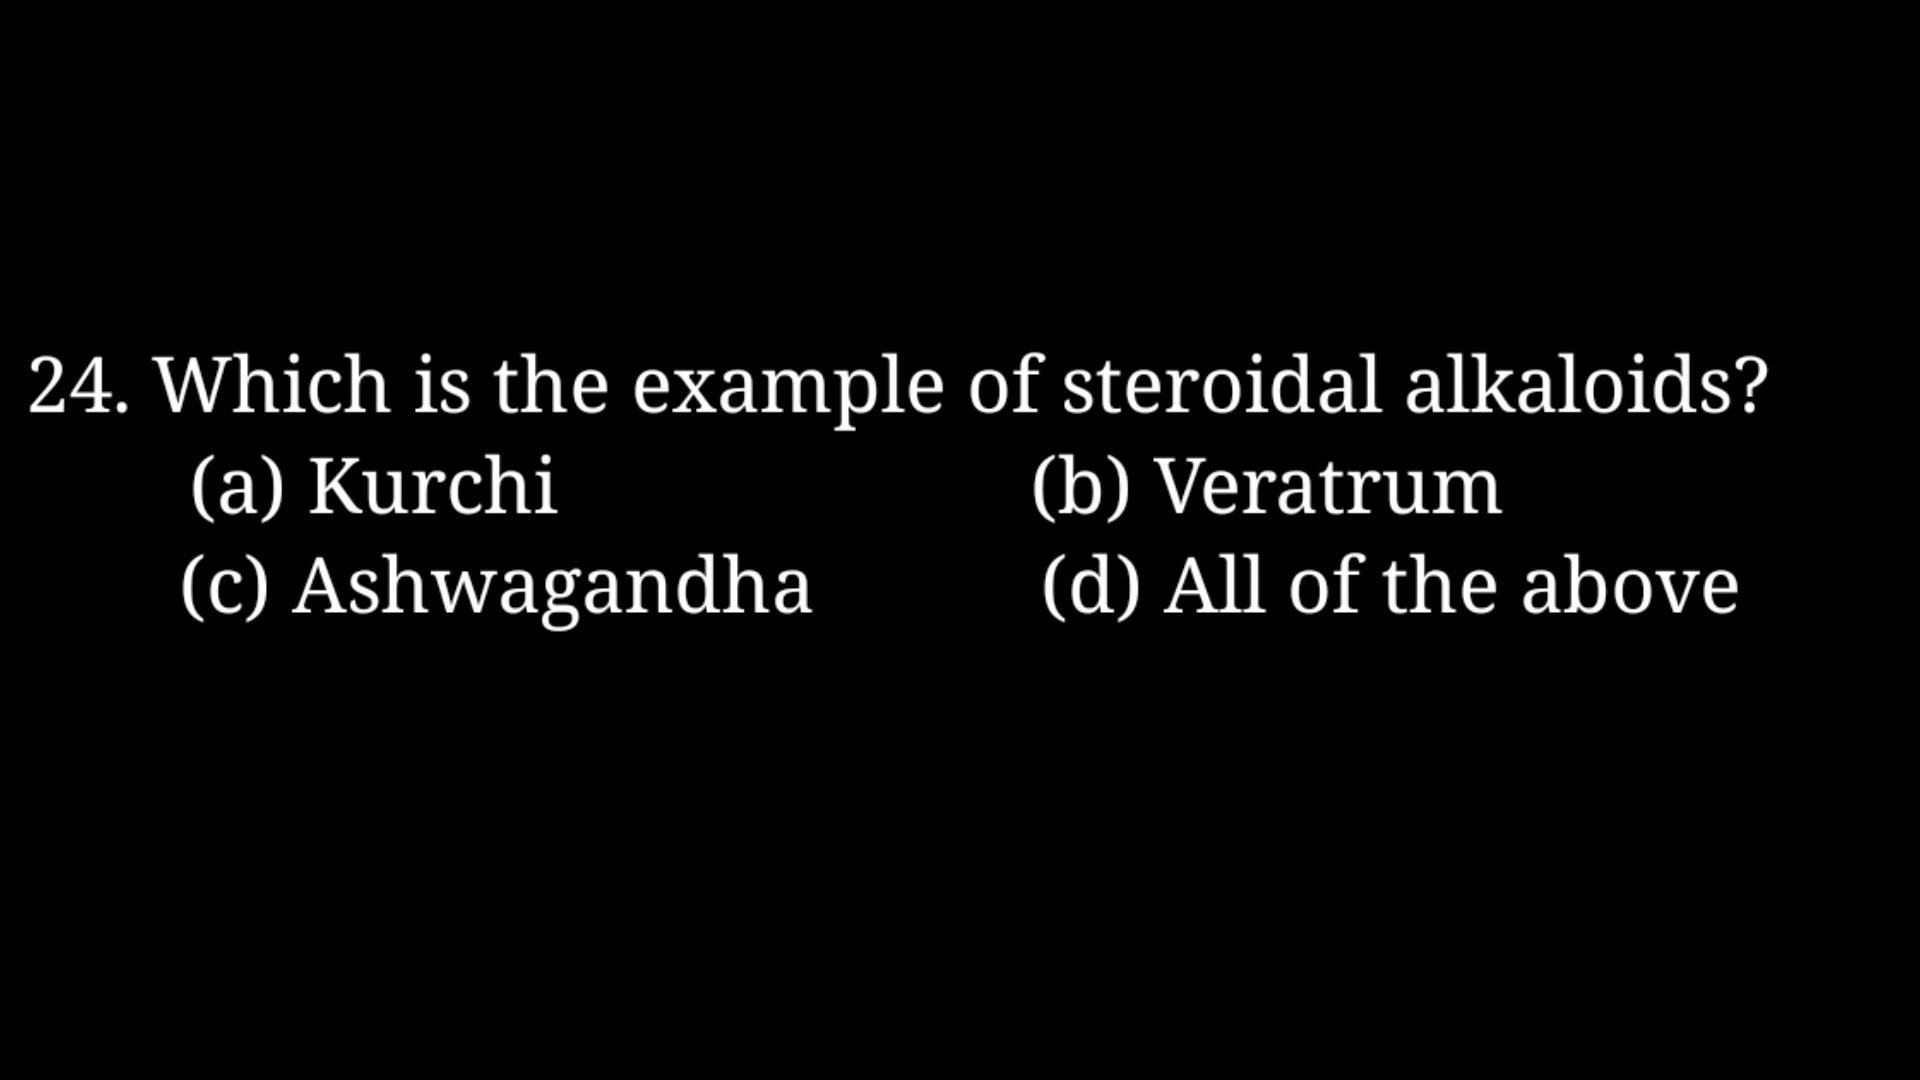 24. Which is the example of steroidal alkaloids?
(a) Kurchi (b) Veratrum
(c) Ashwagandha (d) All of the above